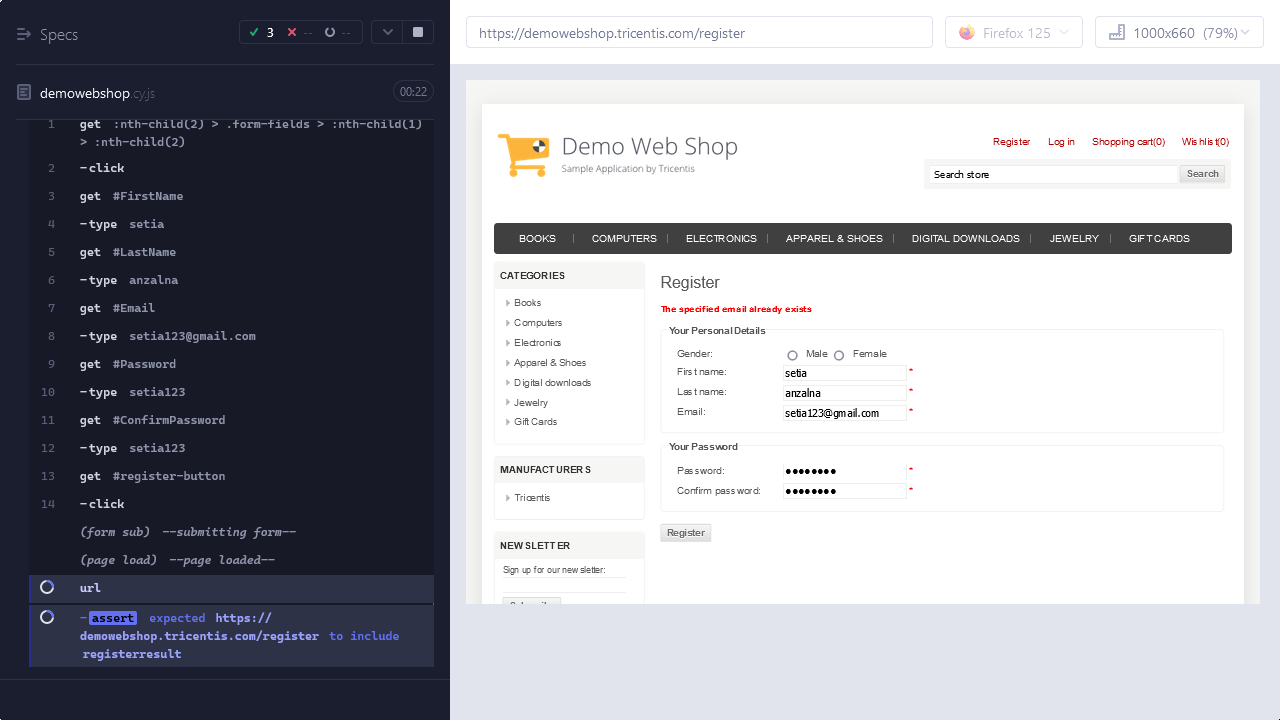 Specs
3
--
--
demowebshop.cy.js
00:22
1 get :nth-child(2) > .form-fields > :nth-child(1)
> :nth-child(2)
2 -click
3 get #FirstName
4 -type setia
5 get #LastName
6 -type anzalna
7 get #Email
8 -type setia123@gmail.com
9 get #Password
10 -type setia123
11 get #ConfirmPassword
12 -type setia123
13 get #register-button
14 -click
(form sub) --submitting form--
(page load) --page loaded--
url
-assert expected https://
demowebshop.tricentis.com/register to include
registerresult
https://demowebshop.tricentis.com/register
Firefox 125
1000x660 (79%)
Demo Web Shop
Sample Application by Tricentis
Register Log in Shopping cart(0) Wishlist(0)
Search store
Search
BOOKS COMPUTERS ELECTRONICS APPAREL & SHOES DIGITAL DOWNLOADS JEWELRY GIFT CARDS
CATEGORIES
Books
Computers
Electronics
Apparel & Shoes
Digital downloads
Jewelry
Gift Cards
MANUFACTURERS
Tricentis
NEWSLETTER
Sign up for our newsletter:
Register
The specified email already exists
Your Personal Details
Gender: Male Female
First name: setia *
Last name: anzalna *
Email: setia123@gmail.com *
Your Password
Password: ●●●●●●●● *
Confirm password: ●●●●●●●● *
Register